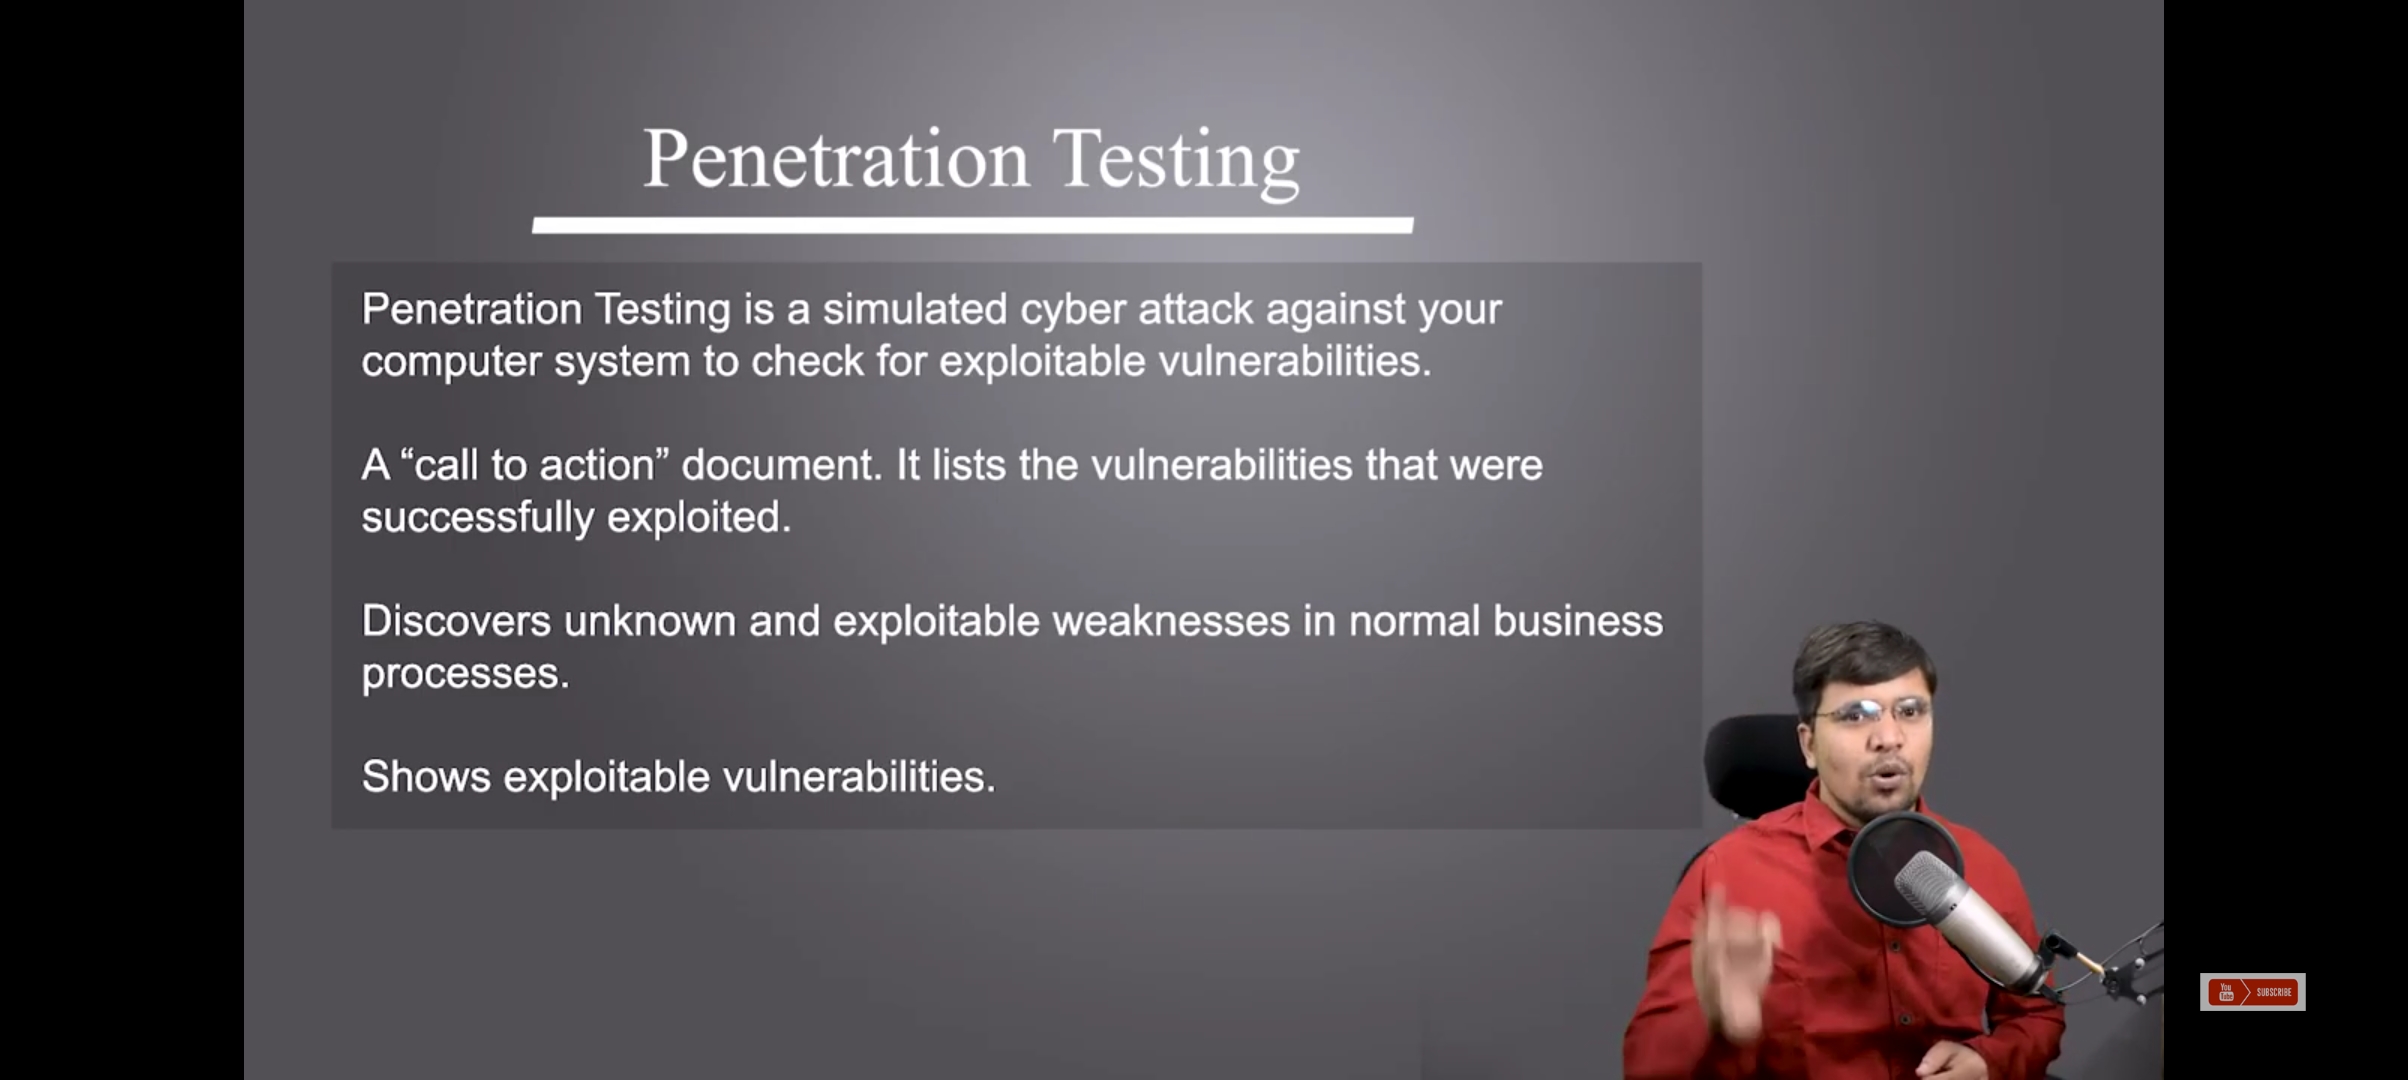 Penetration Testing
Penetration Testing is a simulated cyber attack against your
computer system to check for exploitable vulnerabilities.
A “call to action” document. It lists the vulnerabilities that were
successfully exploited.
Discovers unknown and exploitable weaknesses in normal business
processes.
Shows exploitable vulnerabilities.
You
Tube
SUBSCRIBE